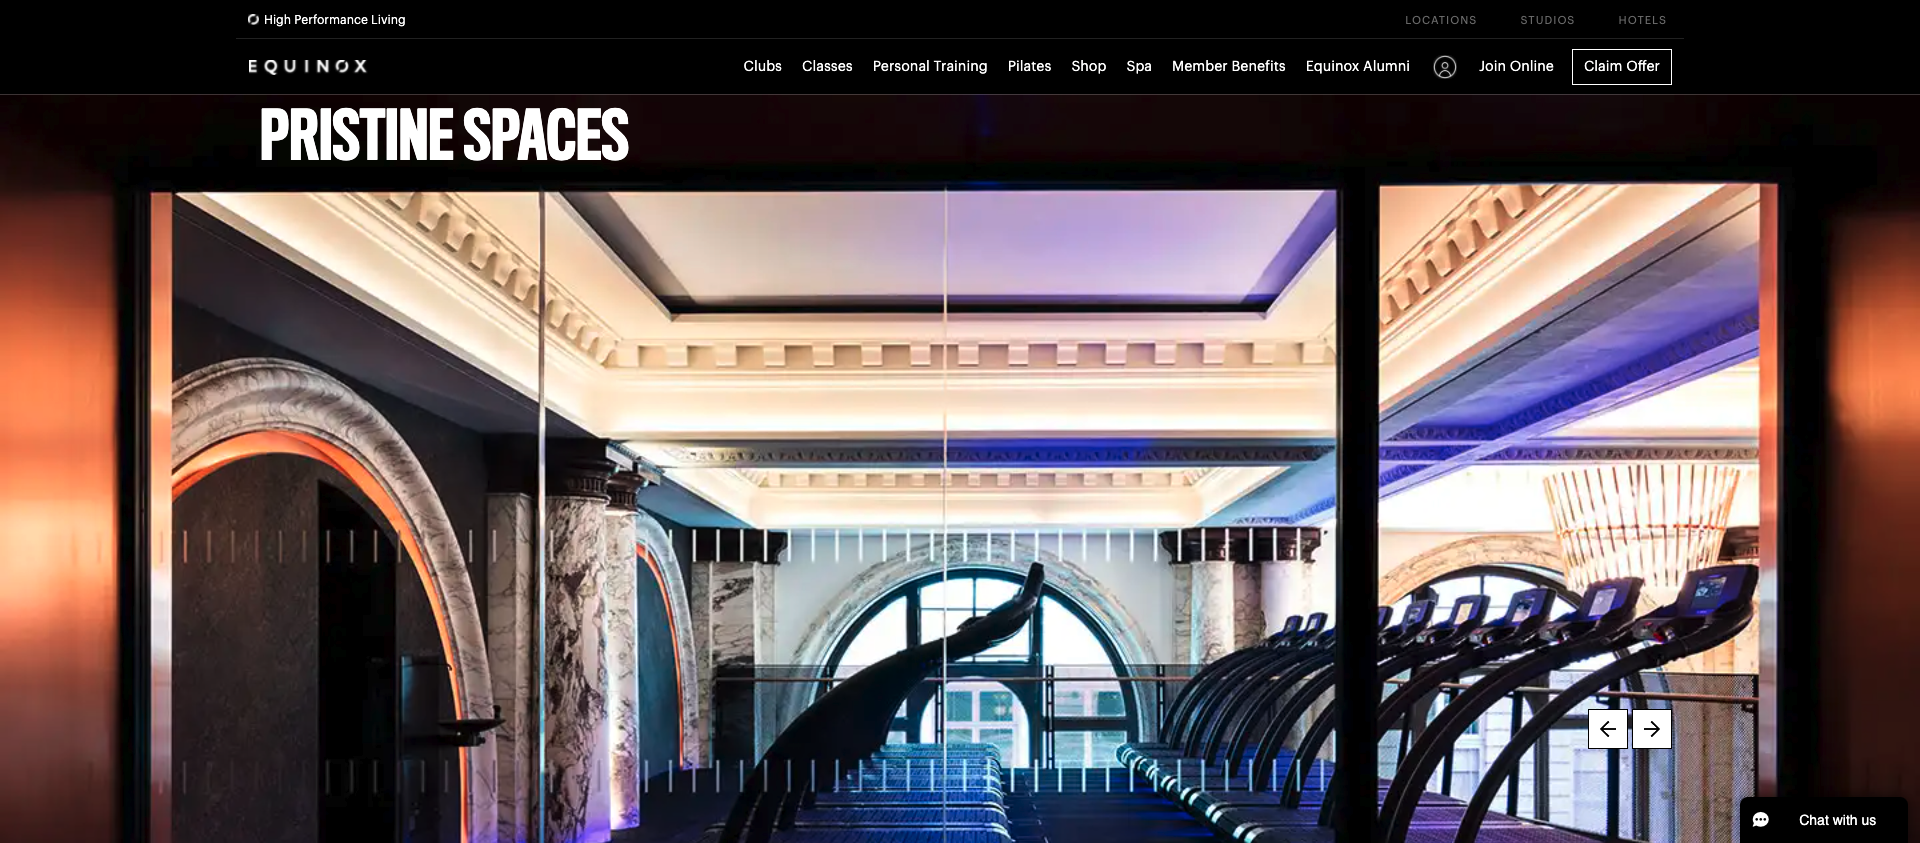 High Performance Living
LOCATIONS STUDIOS HOTELS
EQUINOX
Clubs Classes Personal Training Pilates Shop Spa Member Benefits Equinox Alumni Join Online Claim Offer
PRISTINE SPACES
Chat with us